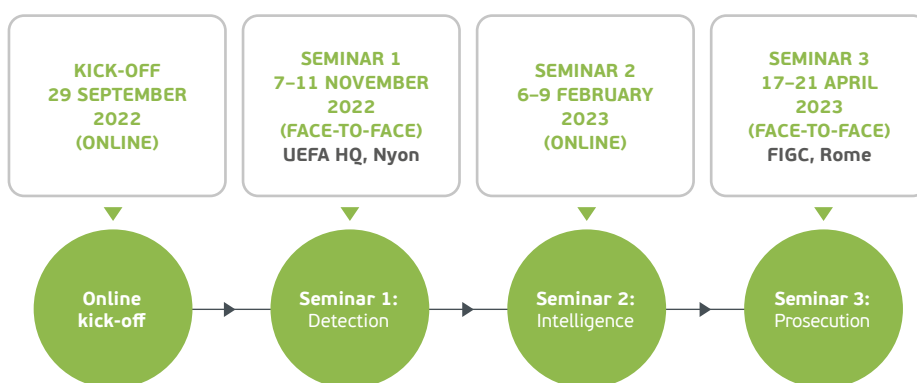 KICK-OFF
29 SEPTEMBER
2022
(ONLINE)
SEMINAR 1
7–11 NOVEMBER
2022
(FACE-TO-FACE)
UEFA HQ, Nyon
SEMINAR 2
6–9 FEBRUARY
2023
(ONLINE)
SEMINAR 3
17–21 APRIL
2023
(FACE-TO-FACE)
FIGC, Rome
Online
kick-off
Seminar 1:
Detection
Seminar 2:
Intelligence
Seminar 3:
Prosecution